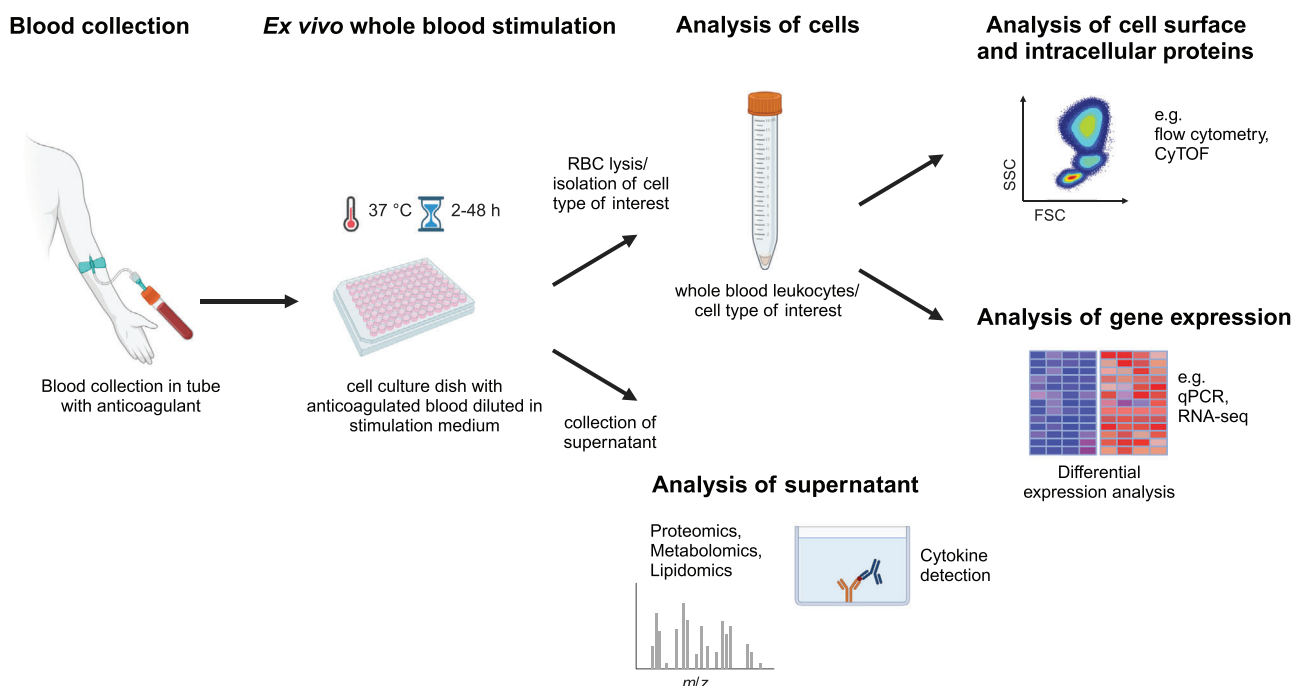 Blood collection
Blood collection in tube
with anticoagulant
Ex vivo whole blood stimulation
37 °C
2-48 h
cell culture dish with
anticoagulated blood diluted in
stimulation medium
RBC lysis/
isolation of cell
type of interest
collection of
supernatant
Analysis of cells
whole blood leukocytes/
cell type of interest
Analysis of cell surface
and intracellular proteins
SSC
FSC
e.g.
flow cytometry,
CyTOF
Analysis of gene expression
e.g.
qPCR,
RNA-seq
Differential
expression analysis
Analysis of supernatant
Proteomics,
Metabolomics,
Lipidomics
m/z
Cytokine
detection